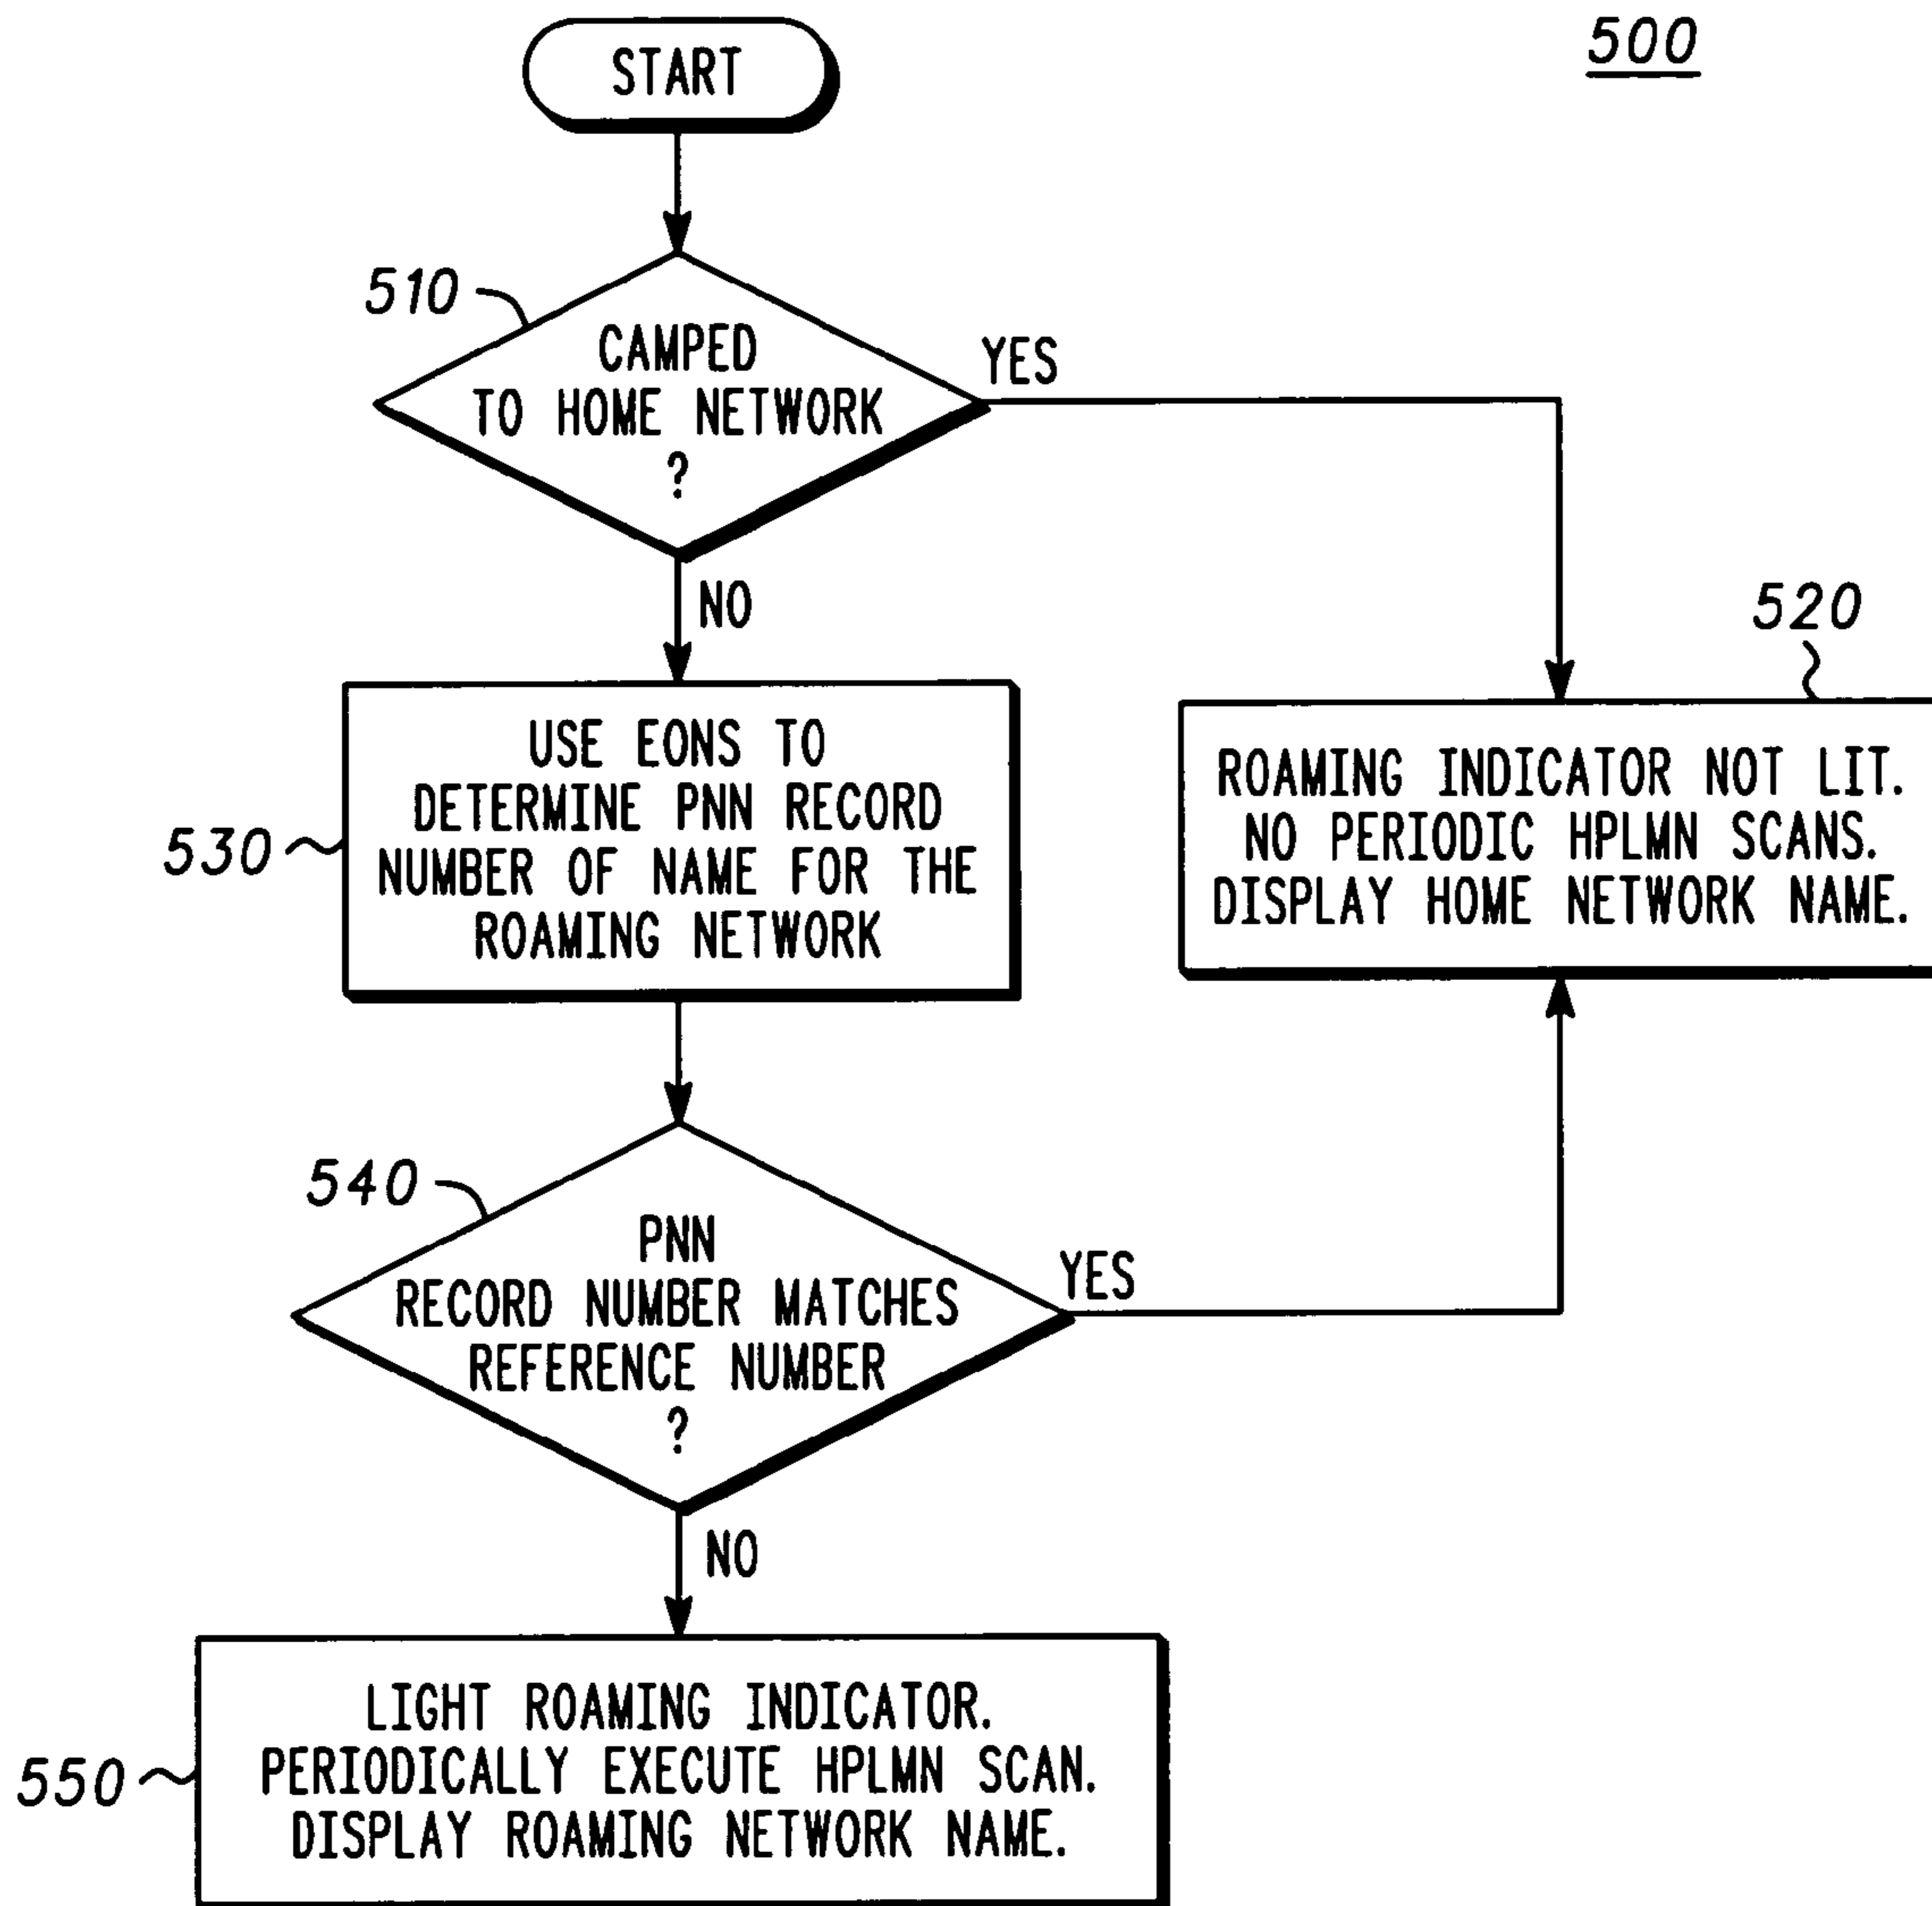 500
START
510
CAMPED
TO HOME NETWORK
?
YES
NO
520
ROAMING INDICATOR NOT LIT.
NO PERIODIC HPLMN SCANS.
DISPLAY HOME NETWORK NAME.
530
USE EONS TO
DETERMINE PNN RECORD
NUMBER OF NAME FOR THE
ROAMING NETWORK
540
PNN
RECORD NUMBER MATCHES
REFERENCE NUMBER
?
YES
NO
550
LIGHT ROAMING INDICATOR.
PERIODICALLY EXECUTE HPLMN SCAN.
DISPLAY ROAMING NETWORK NAME.